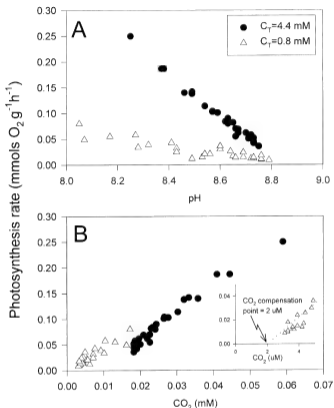 Photosynthesis rate (mmols O₂ g⁻¹h⁻¹)
A
C_T=4.4 mM
C_T=0.8 mM
0.30
0.25
0.20
0.15
0.10
0.05
0.00
8.0 8.2 8.4 8.6 8.8 9.0
pH
B
0.30
0.25
0.20
0.15
0.10
0.05
0.00
0.04
0.02
0.00
CO₂ compensation
point = 2 uM
0 2 4
CO₂ (uM)
0.00 0.01 0.02 0.03 0.04 0.05 0.06 0.07
CO₂ (mM)